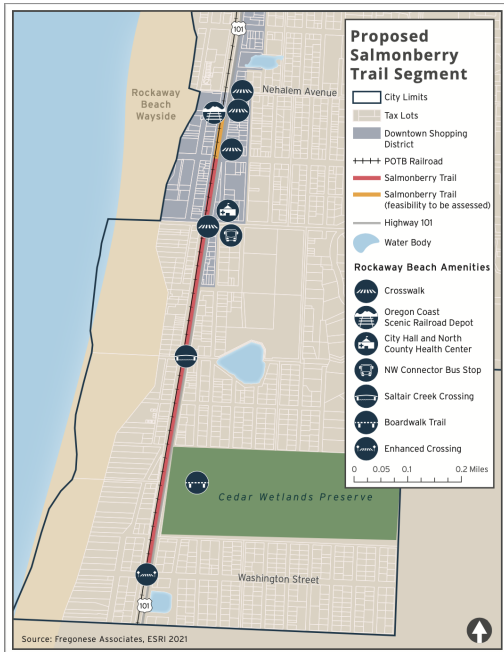 Proposed
Salmonberry
Trail Segment
City Limits
Tax Lots
Downtown Shopping
District
POTB Railroad
Salmonberry Trail
Salmonberry Trail
(feasibility to be assessed)
Highway 101
Water Body
Rockaway Beach Amenities
Crosswalk
Oregon Coast
Scenic Railroad Depot
City Hall and North
County Health Center
NW Connector Bus Stop
Saltair Creek Crossing
Boardwalk Trail
Enhanced Crossing
0 0.05 0.1 0.2 Miles
101
Nehalem Avenue
Rockaway
Beach
Wayside
Cedar Wetlands Preserve
Washington Street
101
Source: Fregonese Associates, ESRI 2021